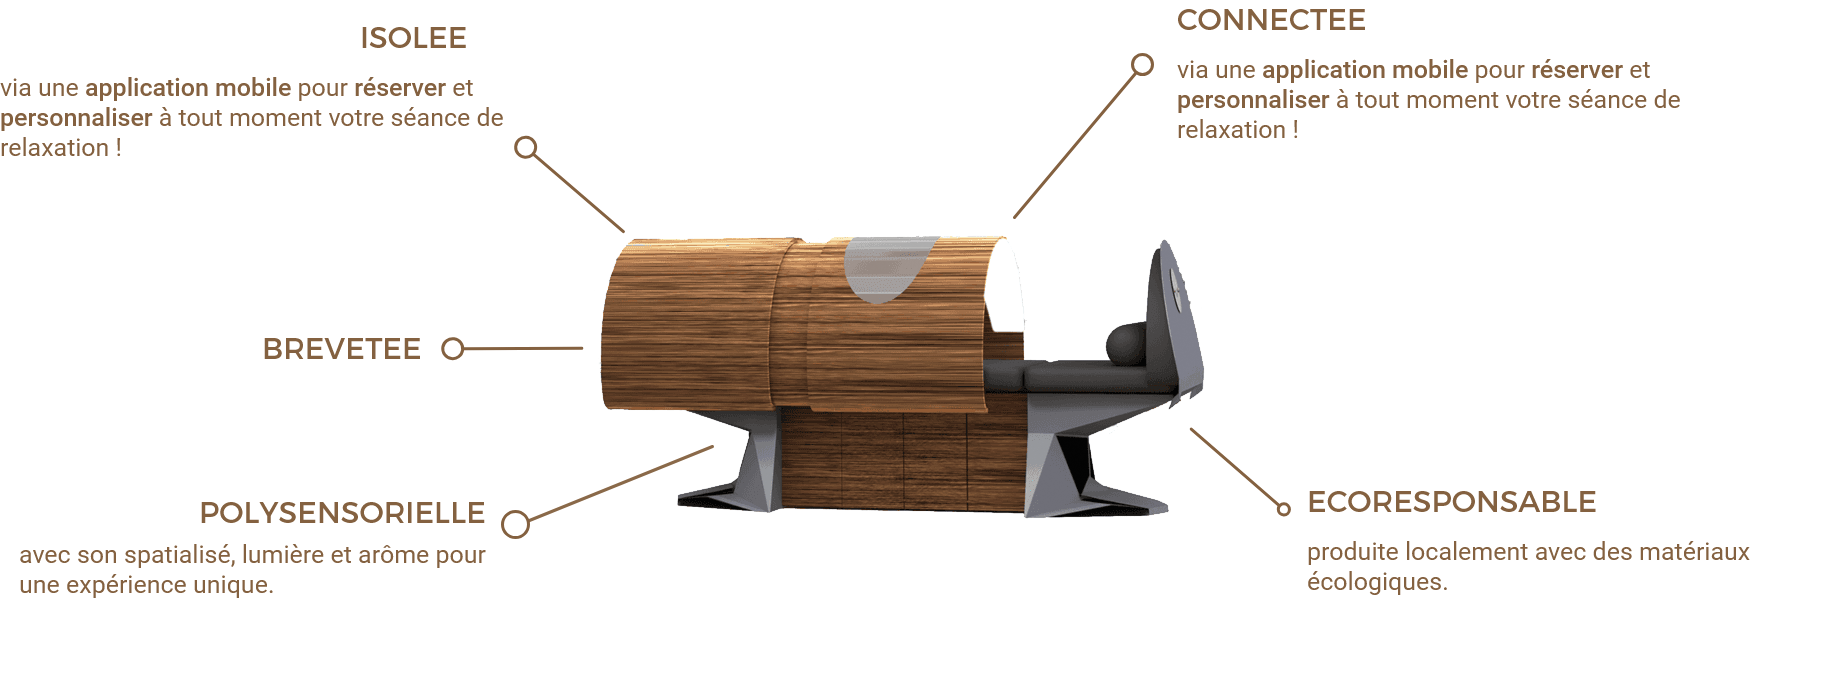 ISOLEE
via une application mobile pour réserver et
personnaliser à tout moment votre séance de
relaxation !
CONNECTEE
via une application mobile pour réserver et
personnaliser à tout moment votre séance de
relaxation !
BREVETEE
POLYSENSORIELLE
avec son spatialisé, lumière et arôme pour
une expérience unique.
ECORESPONSABLE
produite localement avec des matériaux
écologiques.